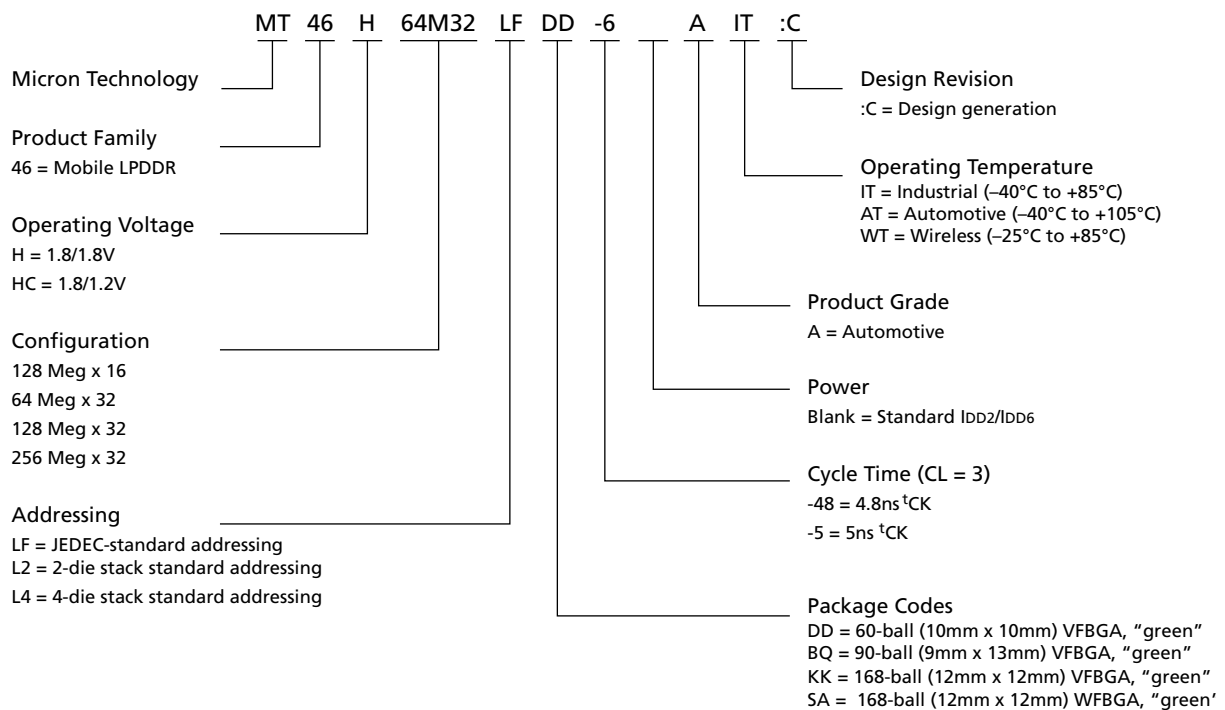 MT 46 H 64M32 LF DD -6 A IT :C
Micron Technology
Product Family
46 = Mobile LPDDR
Operating Voltage
H = 1.8/1.8V
HC = 1.8/1.2V
Configuration
128 Meg x 16
64 Meg x 32
128 Meg x 32
256 Meg x 32
Addressing
LF = JEDEC-standard addressing
L2 = 2-die stack standard addressing
L4 = 4-die stack standard addressing
Design Revision
:C = Design generation
Operating Temperature
IT = Industrial (–40°C to +85°C)
AT = Automotive (–40°C to +105°C)
WT = Wireless (–25°C to +85°C)
Product Grade
A = Automotive
Power
Blank = Standard IDD2/IDD6
Cycle Time (CL = 3)
-48 = 4.8ns tCK
-5 = 5ns tCK
Package Codes
DD = 60-ball (10mm x 10mm) VFBGA, “green”
BQ = 90-ball (9mm x 13mm) VFBGA, “green”
KK = 168-ball (12mm x 12mm) VFBGA, “green”
SA = 168-ball (12mm x 12mm) WFBGA, “green”